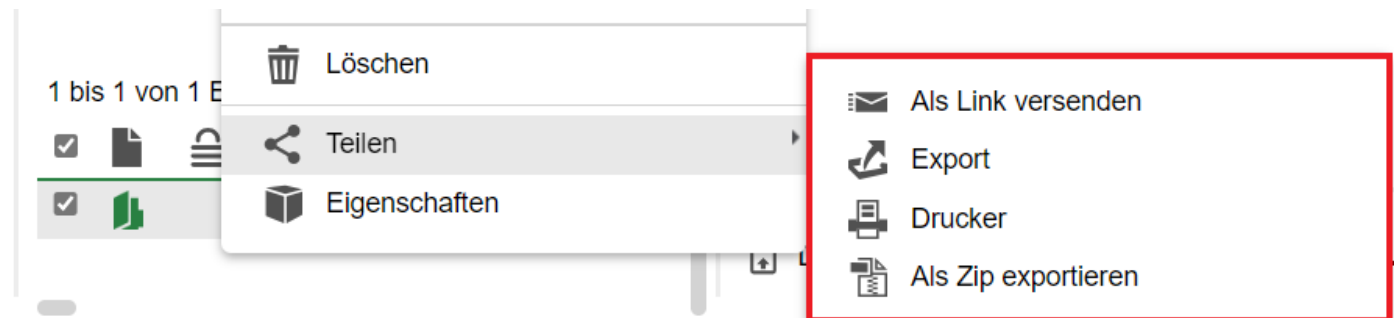 Löschen
1 bis 1 von 1 E
Als Link versenden
Teilen
Export
Eigenschaften
Drucker
Als Zip exportieren